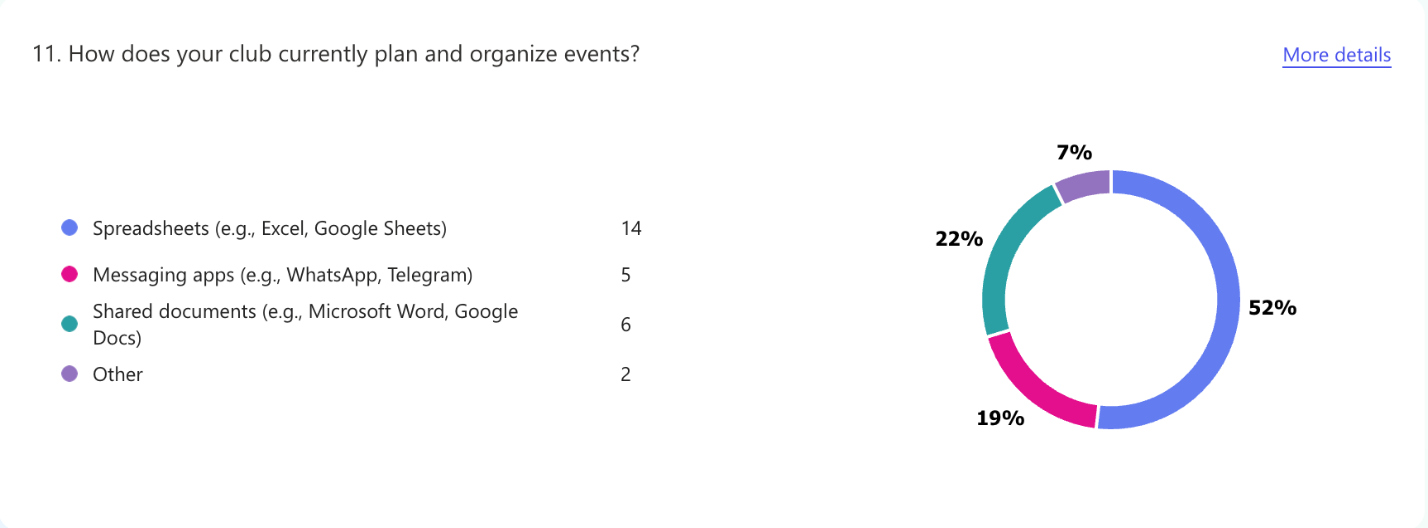 11. How does your club currently plan and organize events?
More details
Spreadsheets (e.g., Excel, Google Sheets) 14
Messaging apps (e.g., WhatsApp, Telegram) 5
Shared documents (e.g., Microsoft Word, Google
Docs) 6
Other 2
7%
22%
52%
19%